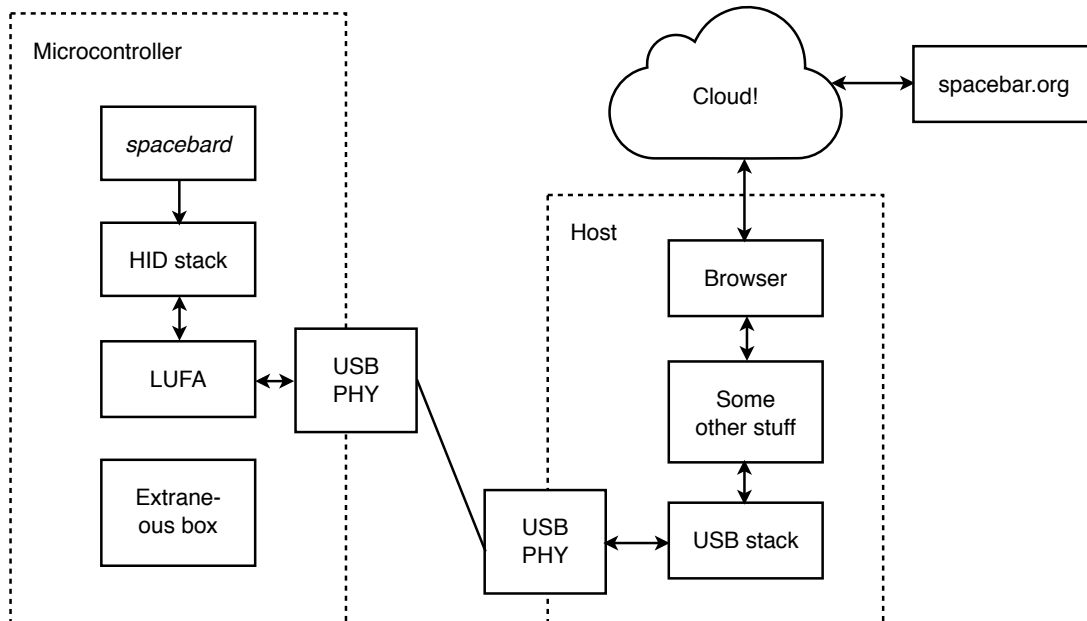 Microcontroller
spacebard
HID stack
LUFA
USB
PHY
Extrane-
ous box
Cloud!
spacebar.org
Host
Browser
Some
other stuff
USB stack
USB
PHY